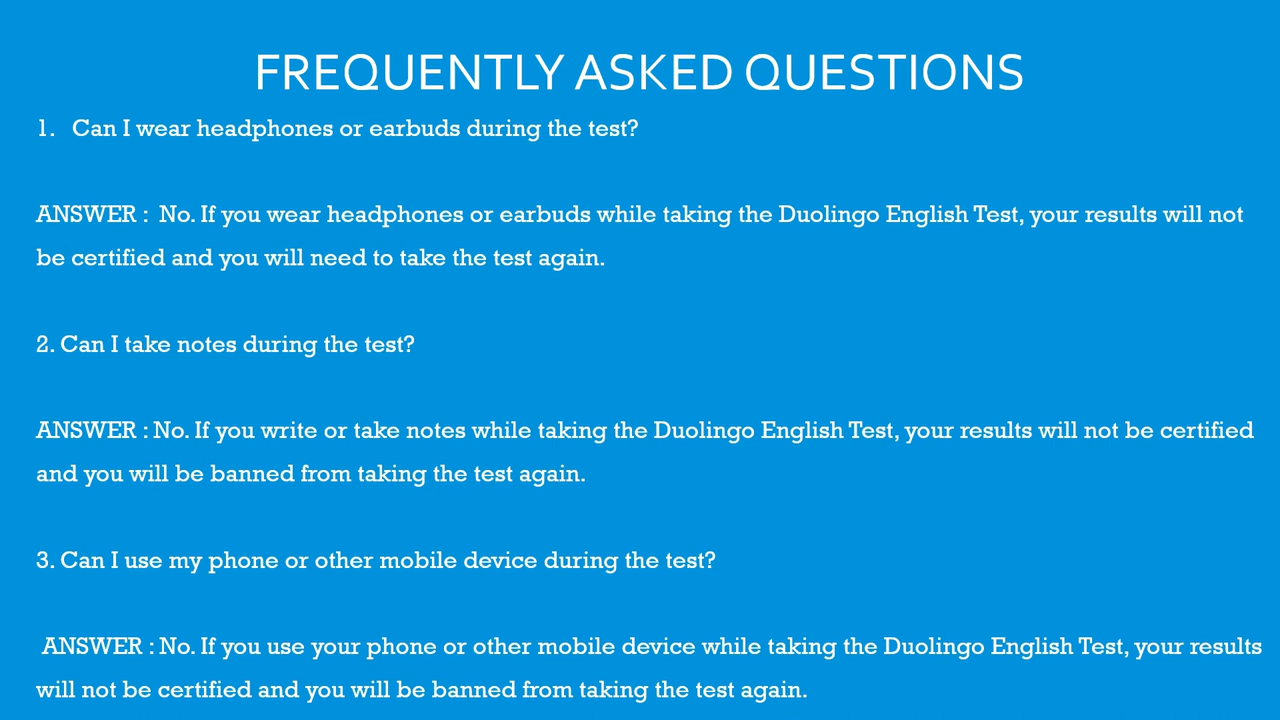 FREQUENTLY ASKED QUESTIONS
1. Can I wear headphones or earbuds during the test?
ANSWER : No. If you wear headphones or earbuds while taking the Duolingo English Test, your results will not
be certified and you will need to take the test again.
2. Can I take notes during the test?
ANSWER : No. If you write or take notes while taking the Duolingo English Test, your results will not be certified
and you will be banned from taking the test again.
3. Can I use my phone or other mobile device during the test?
ANSWER : No. If you use your phone or other mobile device while taking the Duolingo English Test, your results
will not be certified and you will be banned from taking the test again.